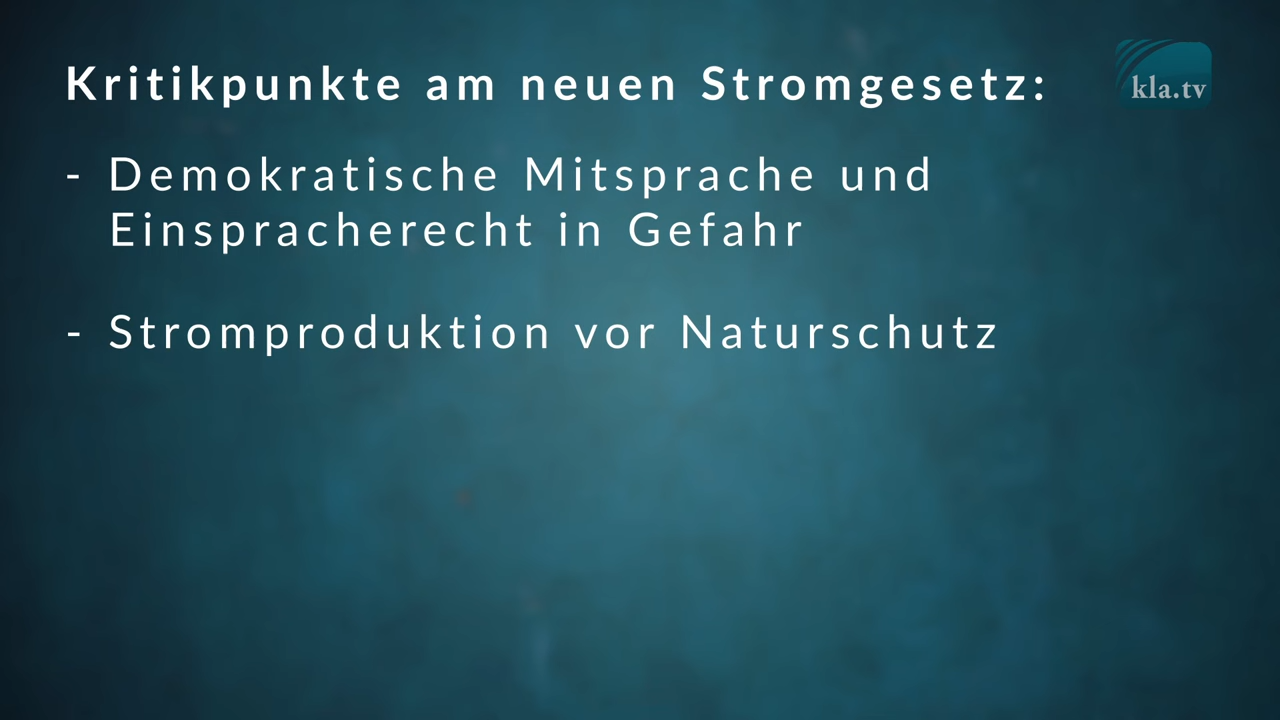 Kritikpunkte am neuen Stromgesetz:
kla.tv
- Demokratische Mitsprache und
Einspracherecht in Gefahr
- Stromproduktion vor Naturschutz